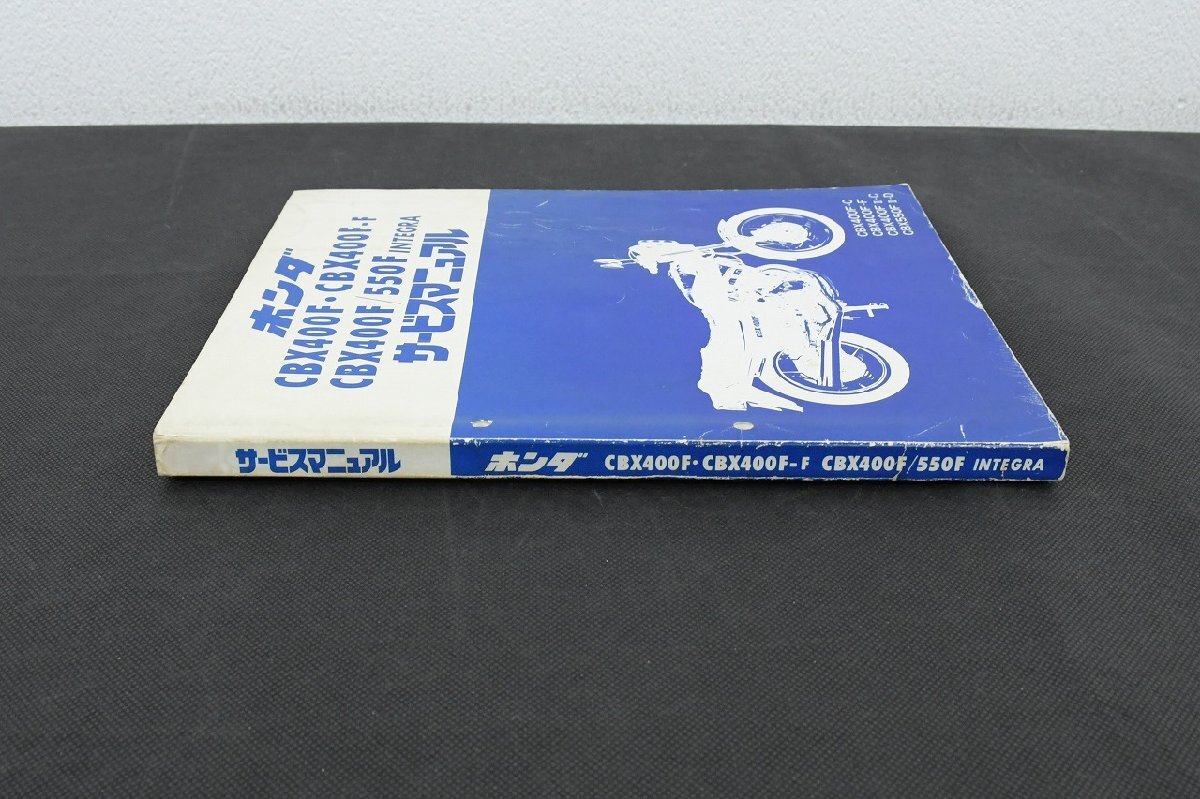 ホンダ
CBX400F・CBX400F-F
CBX400F/550F INTEGRA
サービスマニュアル
CBX400F-C
CBX400F-F
CBX400F II-C
CBX550F II-D
CBX 400F
サービスマニュアル ホンダ CBX400F・CBX400F-F CBX400F/550F INTEGRA